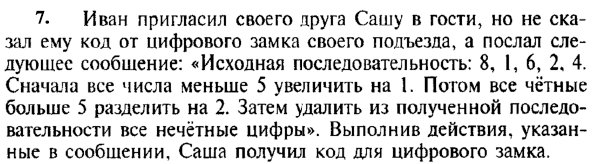 7. Иван пригласил своего друга Сашу в гости, но не ска-
зал ему код от цифрового замка своего подъезда, а послал сле-
дующее сообщение: «Исходная последовательность: 8, 1, 6, 2, 4.
Сначала все числа меньше 5 увеличить на 1. Потом все чётные
больше 5 разделить на 2. Затем удалить из полученной последо-
вательности все нечётные цифры». Выполнив действия, указан-
ные в сообщении, Саша получил код для цифрового замка.